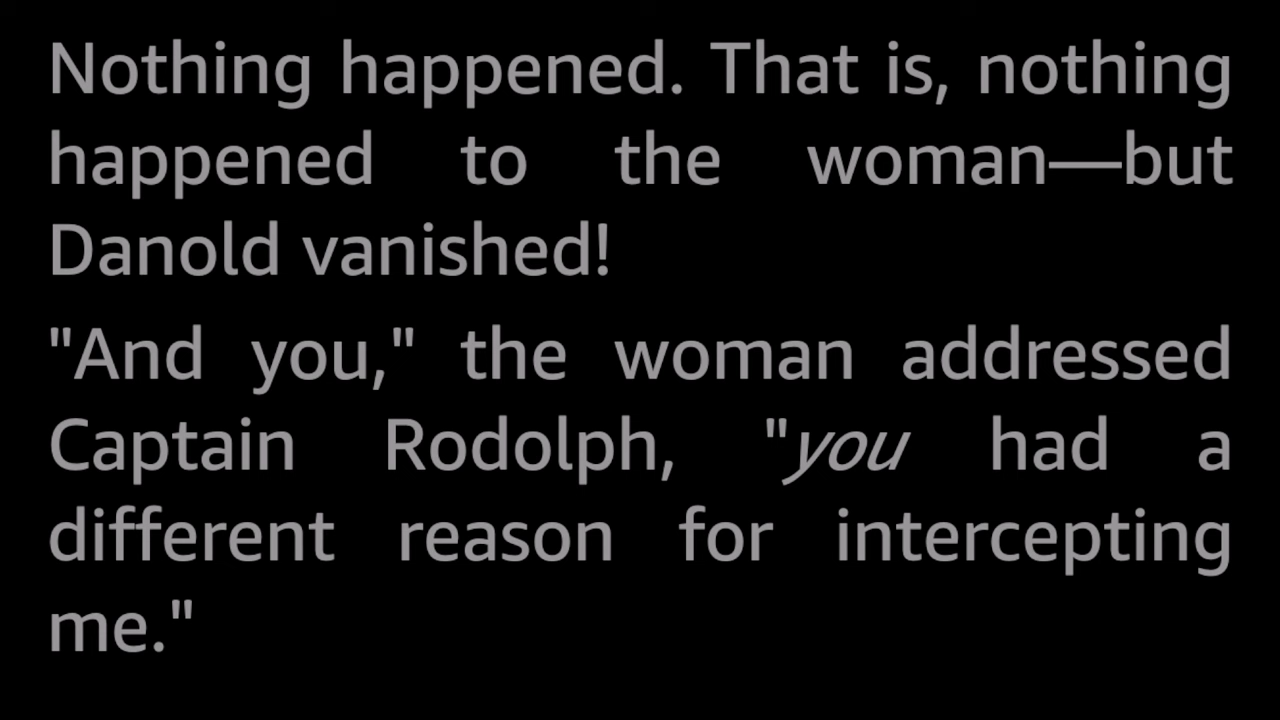 Nothing happened. That is, nothing
happened to the woman—but
Danold vanished!
"And you," the woman addressed
Captain Rodolph, "you had a
different reason for intercepting
me."